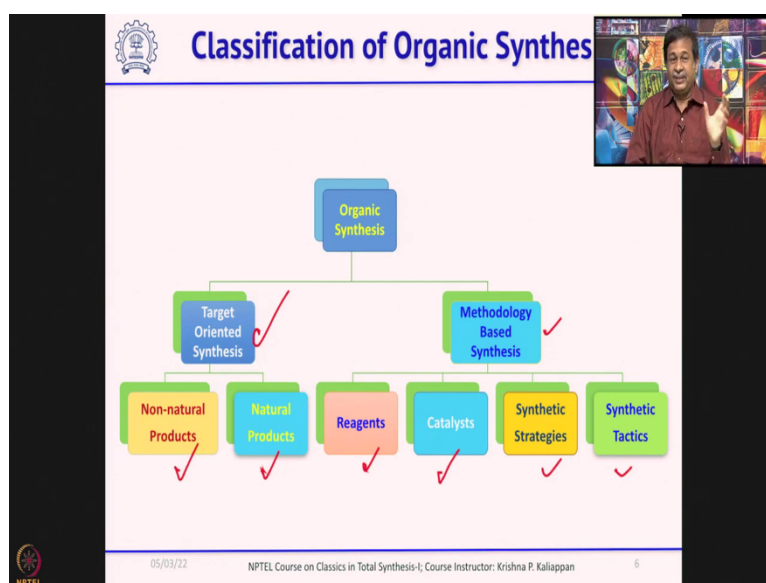 Classification of Organic Synthes
Organic
Synthesis
Target
Oriented
Synthesis
Methodology
Based
Synthesis
Non-natural
Products
Natural
Products
Reagents
Catalysts
Synthetic
Strategies
Synthetic
Tactics
05/03/22
NPTEL Course on Classics in Total Synthesis-I; Course Instructor: Krishna P. Kaliappan
6
NPTEL